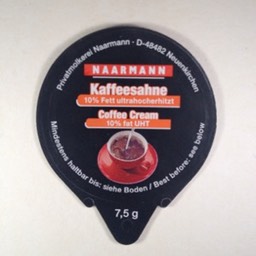 Privatmolkerei Naarmann · D-48482 Neuenkirchen
NAARMANN
Kaffeesahne
10% Fett ultrahocherhitzt
Coffee Cream
10% fat UHT
Mindestens haltbar bis: siehe Boden / Best before: see below
7,5 g